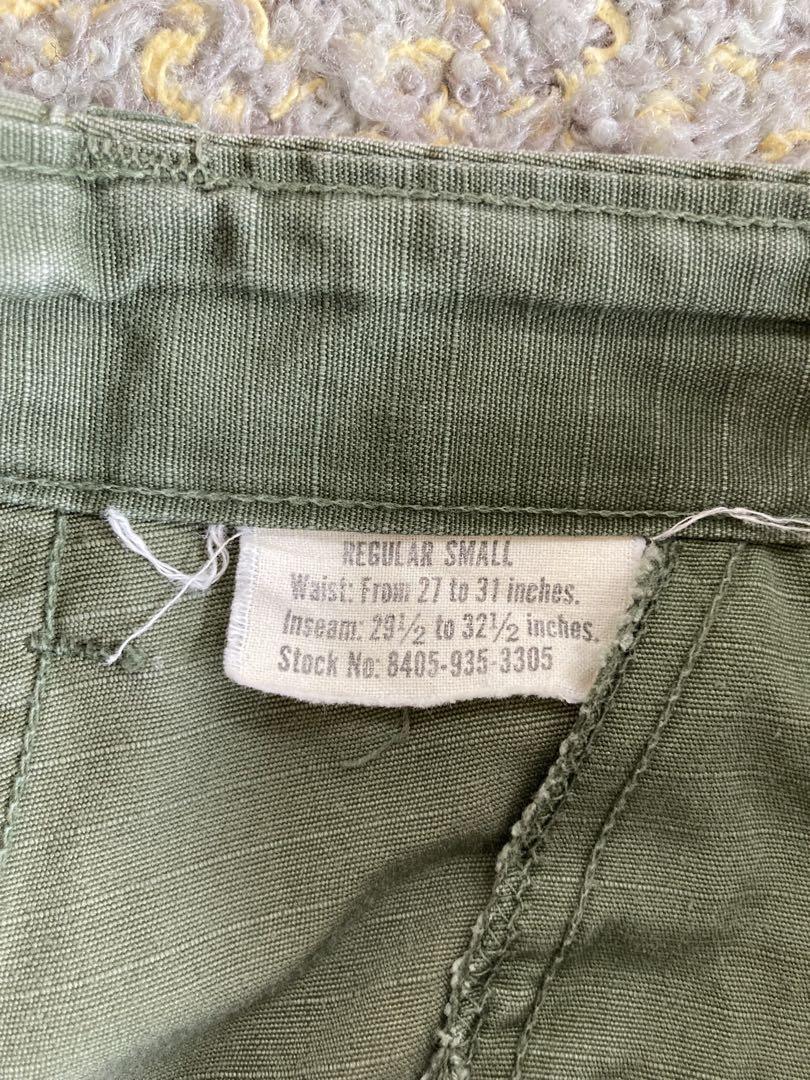 REGULAR SMALL
Waist: From 27 to 31 inches.
Inseam: 29½ to 32½ inches.
Stock No: 8405-935-3305